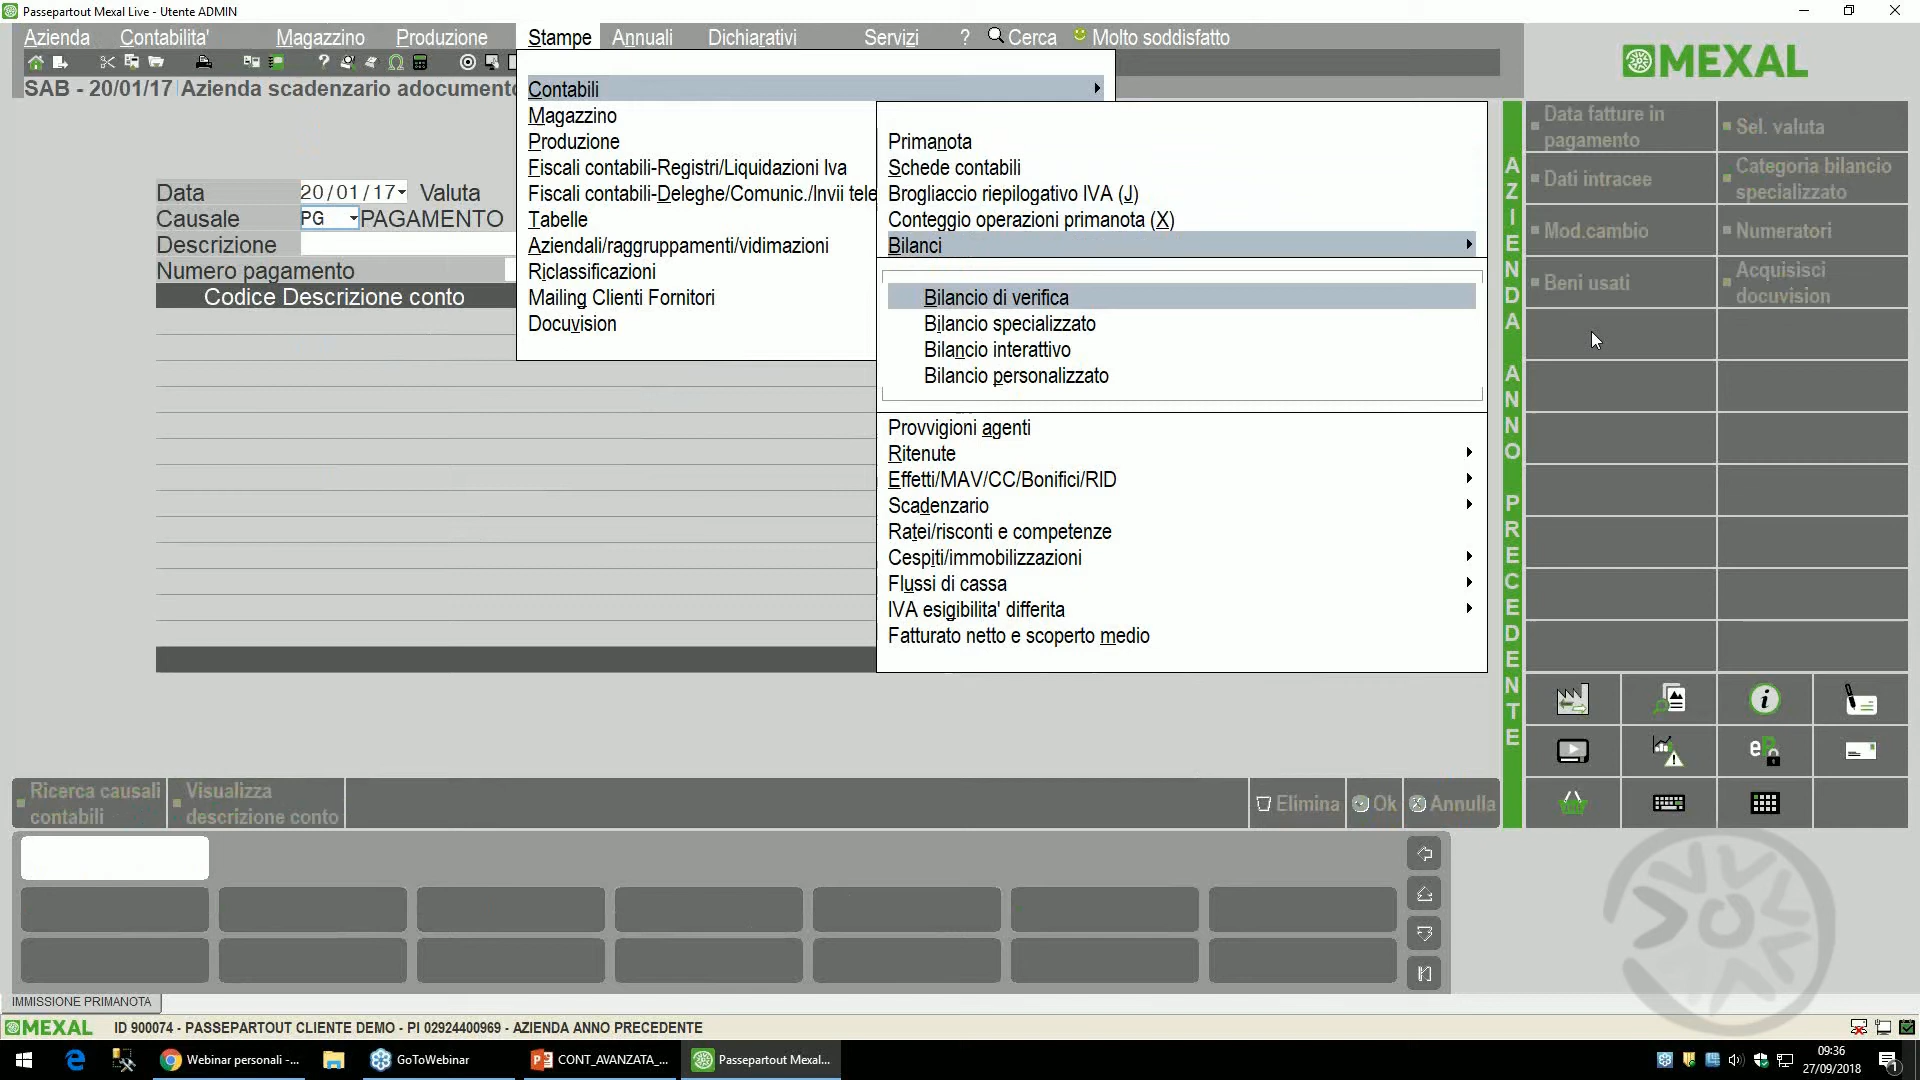 Passepartout Mexal Live - Utente ADMIN
Azienda Contabilita' Magazzino Produzione Stampe Annuali Dichiarativi Servizi ? Cerca Molto soddisfatto
MEXAL
SAB - 20/01/17 Azienda scadenzario adocumento
Contabili
Magazzino
Produzione
Fiscali contabili-Registri/Liquidazioni Iva
Fiscali contabili-Deleghe/Comunic./Invii tele
Tabelle
Aziendali/raggruppamenti/vidimazioni
Riclassificazioni
Mailing Clienti Fornitori
Docuvision
Primanota
Schede contabili
Brogliaccio riepilogativo IVA (J)
Conteggio operazioni primanota (X)
Bilanci
Bilancio di verifica
Bilancio specializzato
Bilancio interattivo
Bilancio personalizzato
Provvigioni agenti
Ritenute
Effetti/MAV/CC/Bonifici/RID
Scadenzario
Ratei/risconti e competenze
Cespiti/immobilizzazioni
Flussi di cassa
IVA esigibilita' differita
Fatturato netto e scoperto medio
Data 20/01/17 Valuta
Causale PG PAGAMENTO
Descrizione
Numero pagamento
Codice Descrizione conto
AZIENDA ANNO PRECEDENTE
Data fatture in pagamento
Sel. valuta
Dati intracee
Categoria bilancio specializzato
Mod.cambio
Numeratori
Beni usati
Acquisisci docuvision
Ricerca causali contabili
Visualizza descrizione conto
Elimina Ok Annulla
IMMISSIONE PRIMANOTA
MEXAL ID 900074 - PASSEPARTOUT CLIENTE DEMO - PI 02924400969 - AZIENDA ANNO PRECEDENTE
Webinar personali -...
GoToWebinar
CONT_AVANZATA_...
Passepartout Mexal...
09:36
27/09/2018
1